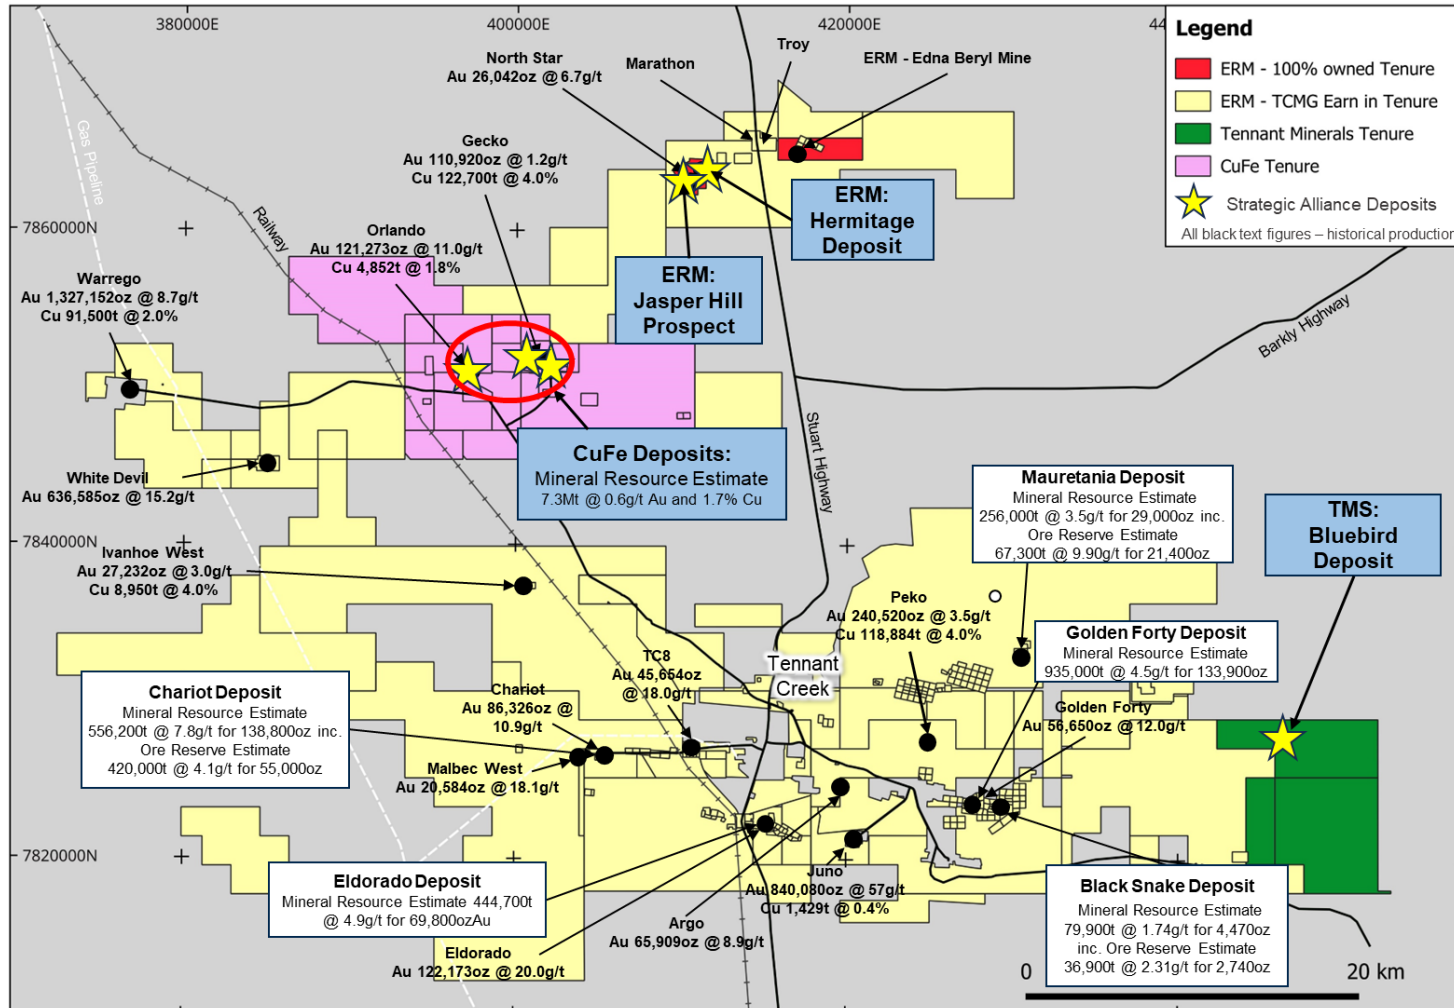 380000E
400000E
420000E
44
Legend
ERM - 100% owned Tenure
ERM - TCMG Earn in Tenure
Tennant Minerals Tenure
CuFe Tenure
Strategic Alliance Deposits
All black text figures – historical production
North Star
Au 26,042oz @ 6.7g/t
Marathon
Troy
ERM - Edna Beryl Mine
Gecko
Au 110,920oz @ 1.2g/t
Cu 122,700t @ 4.0%
Gas Pipeline
Railway
7860000N
Orlando
Au 121,273oz @ 11.0g/t
Cu 4,852t @ 1.8%
ERM:
Hermitage
Deposit
ERM:
Jasper Hill
Prospect
Warrego
Au 1,327,152oz @ 8.7g/t
Cu 91,500t @ 2.0%
Barkly Highway
Stuart Highway
CuFe Deposits:
Mineral Resource Estimate
7.3Mt @ 0.6g/t Au and 1.7% Cu
White Devil
Au 636,585oz @ 15.2g/t
Mauretania Deposit
Mineral Resource Estimate
256,000t @ 3.5g/t for 29,000oz inc.
Ore Reserve Estimate
67,300t @ 9.90g/t for 21,400oz
TMS:
Bluebird
Deposit
7840000N
Ivanhoe West
Au 27,232oz @ 3.0g/t
Cu 8,950t @ 4.0%
Peko
Au 240,520oz @ 3.5g/t
Cu 118,884t @ 4.0%
Golden Forty Deposit
Mineral Resource Estimate
935,000t @ 4.5g/t for 133,900oz
Tennant
Creek
TC8
Au 45,654oz
@ 18.0g/t
Chariot Deposit
Mineral Resource Estimate
556,200t @ 7.8g/t for 138,800oz inc.
Ore Reserve Estimate
420,000t @ 4.1g/t for 55,000oz
Chariot
Au 86,326oz @
10.9g/t
Golden Forty
Au 56,650oz @ 12.0g/t
Malbec West
Au 20,584oz @ 18.1g/t
7820000N
Eldorado Deposit
Mineral Resource Estimate 444,700t
@ 4.9g/t for 69,800ozAu
Juno
Au 840,080oz @ 57g/t
Cu 1,429t @ 0.4%
Black Snake Deposit
Mineral Resource Estimate
79,900t @ 1.74g/t for 4,470oz
inc. Ore Reserve Estimate
36,900t @ 2.31g/t for 2,740oz
Argo
Au 65,909oz @ 8.9g/t
Eldorado
Au 122,173oz @ 20.0g/t
0
20 km